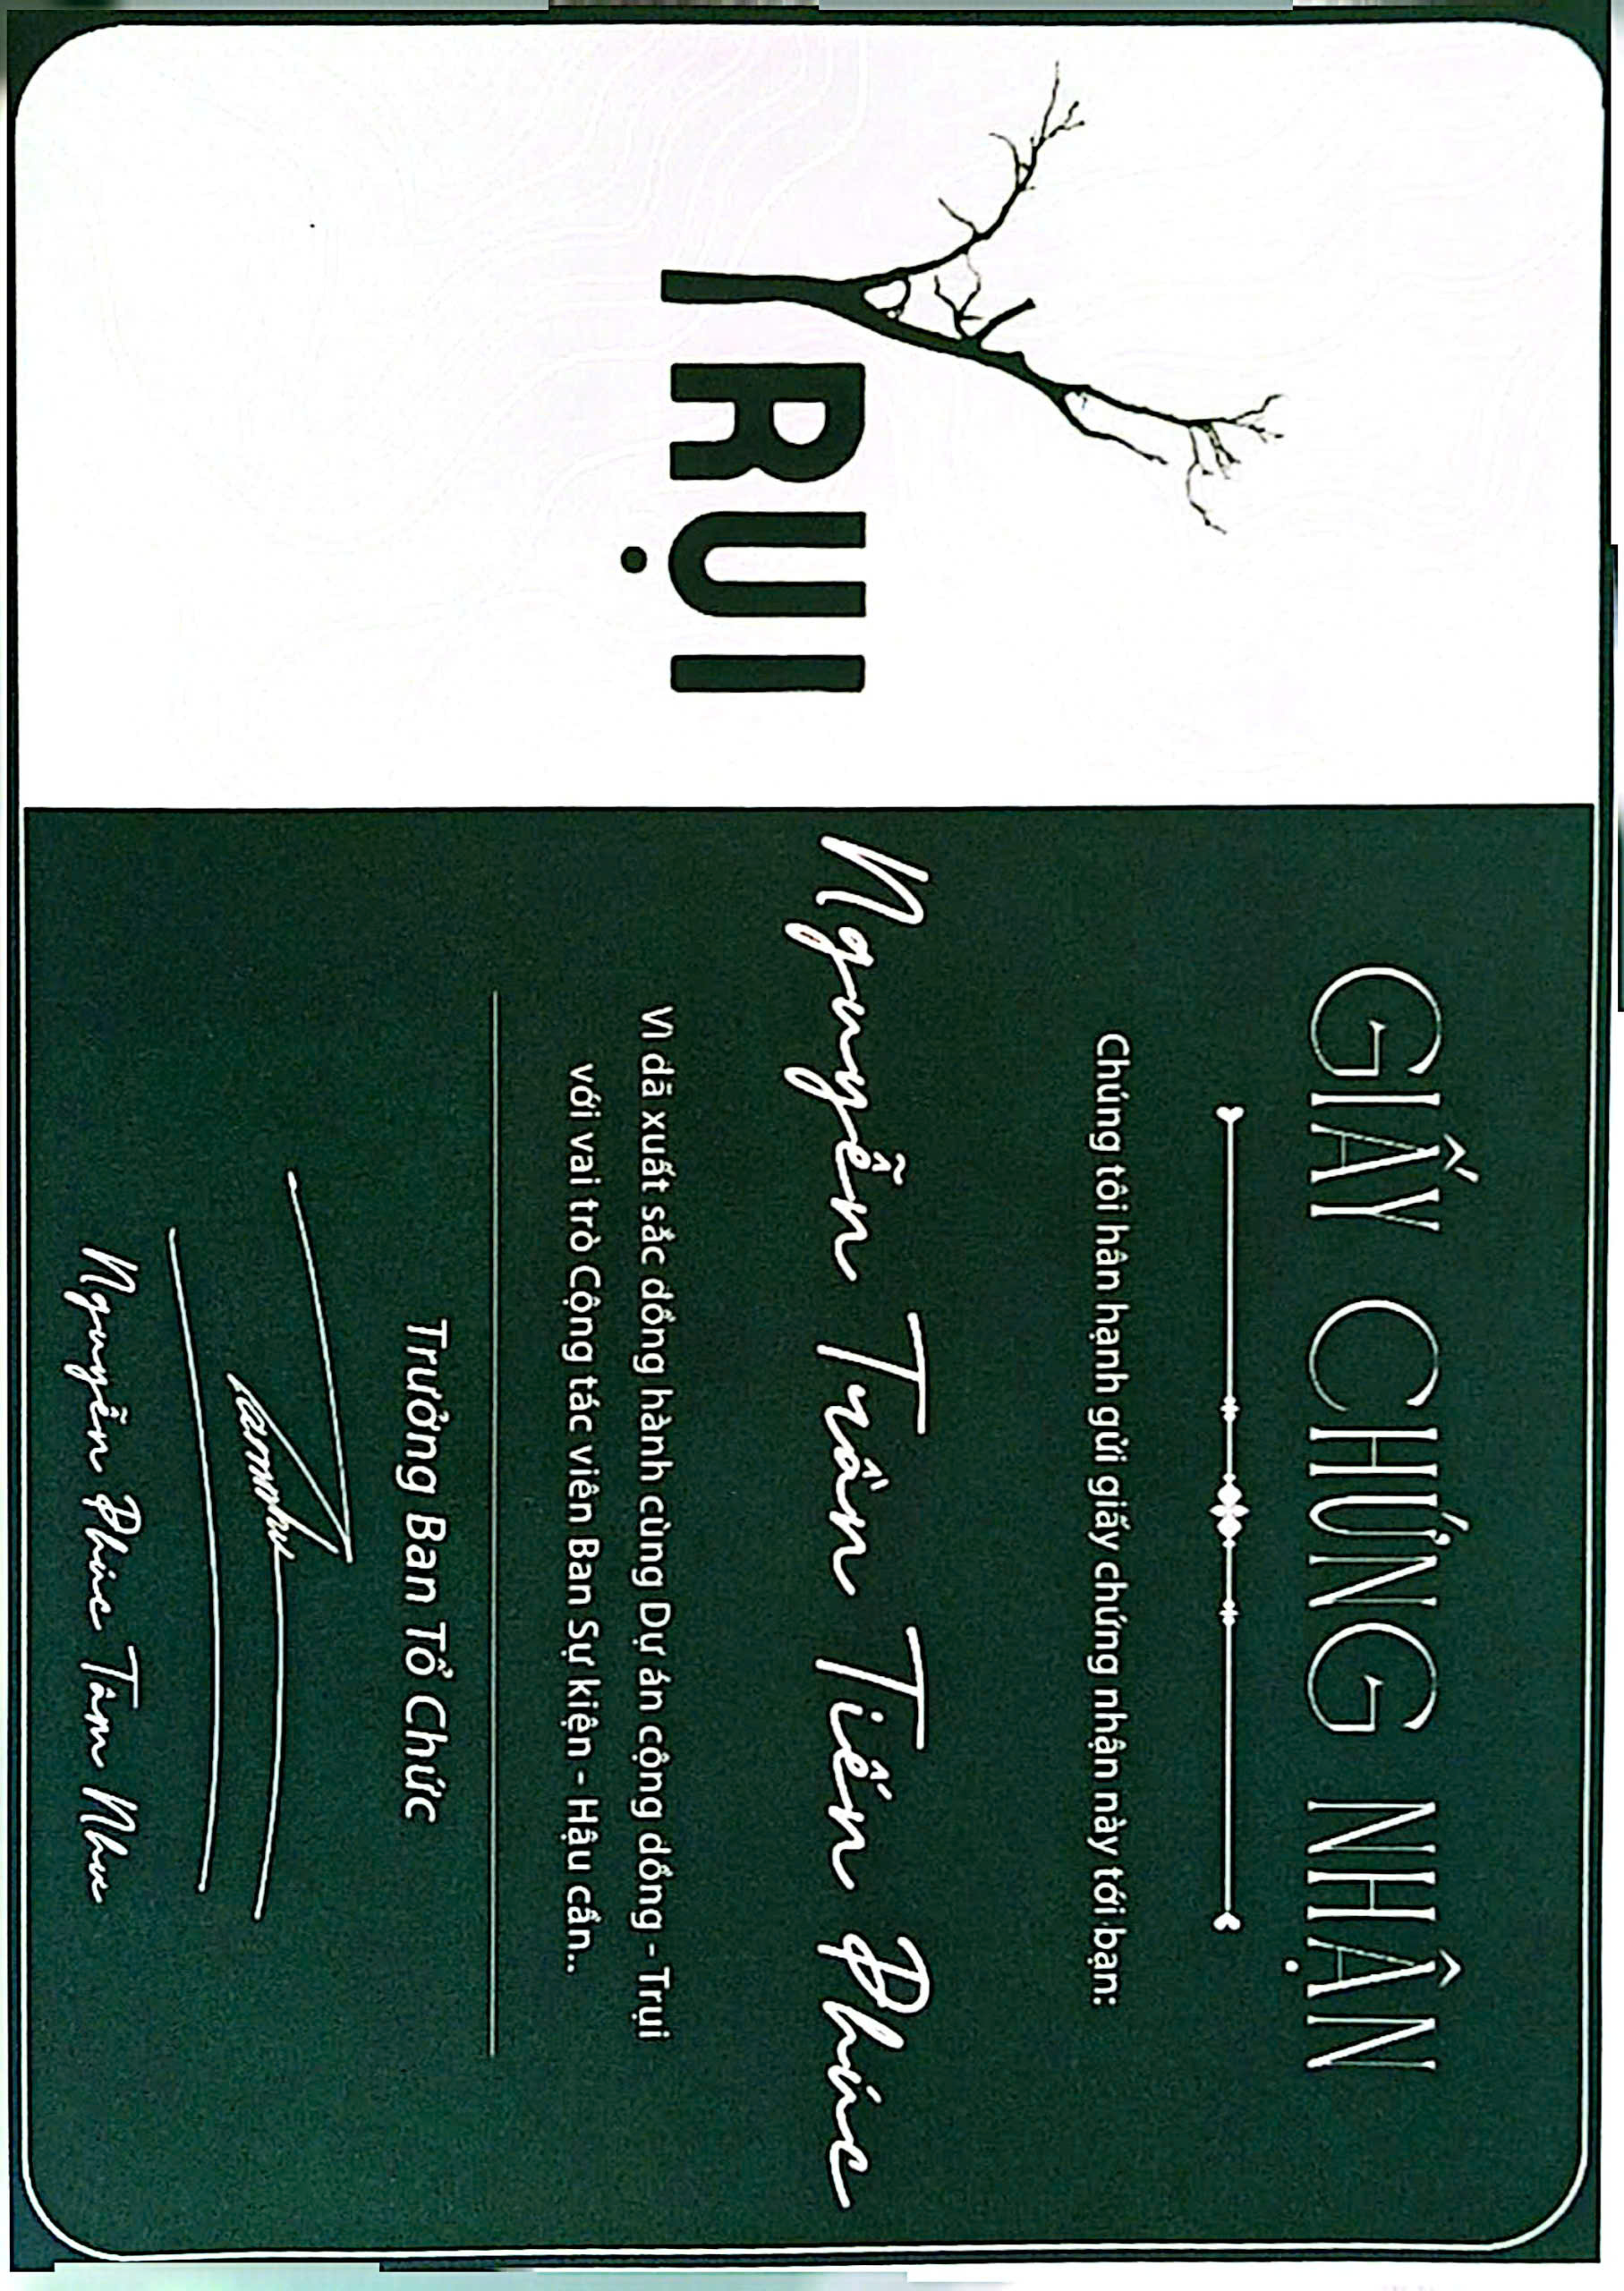 TRỤI
GIẤY CHỨNG NHẬN
Chúng tôi hân hạnh gửi giấy chứng nhận này tới bạn:
Nguyễn Trần Tiến Phúc
Vì đã xuất sắc đồng hành cùng Dự án cộng đồng - Trụi
với vai trò Cộng tác viên Ban Sự kiện - Hậu cần..
Trưởng Ban Tổ Chức
Tamnhu
Nguyễn Phúc Tâm Như